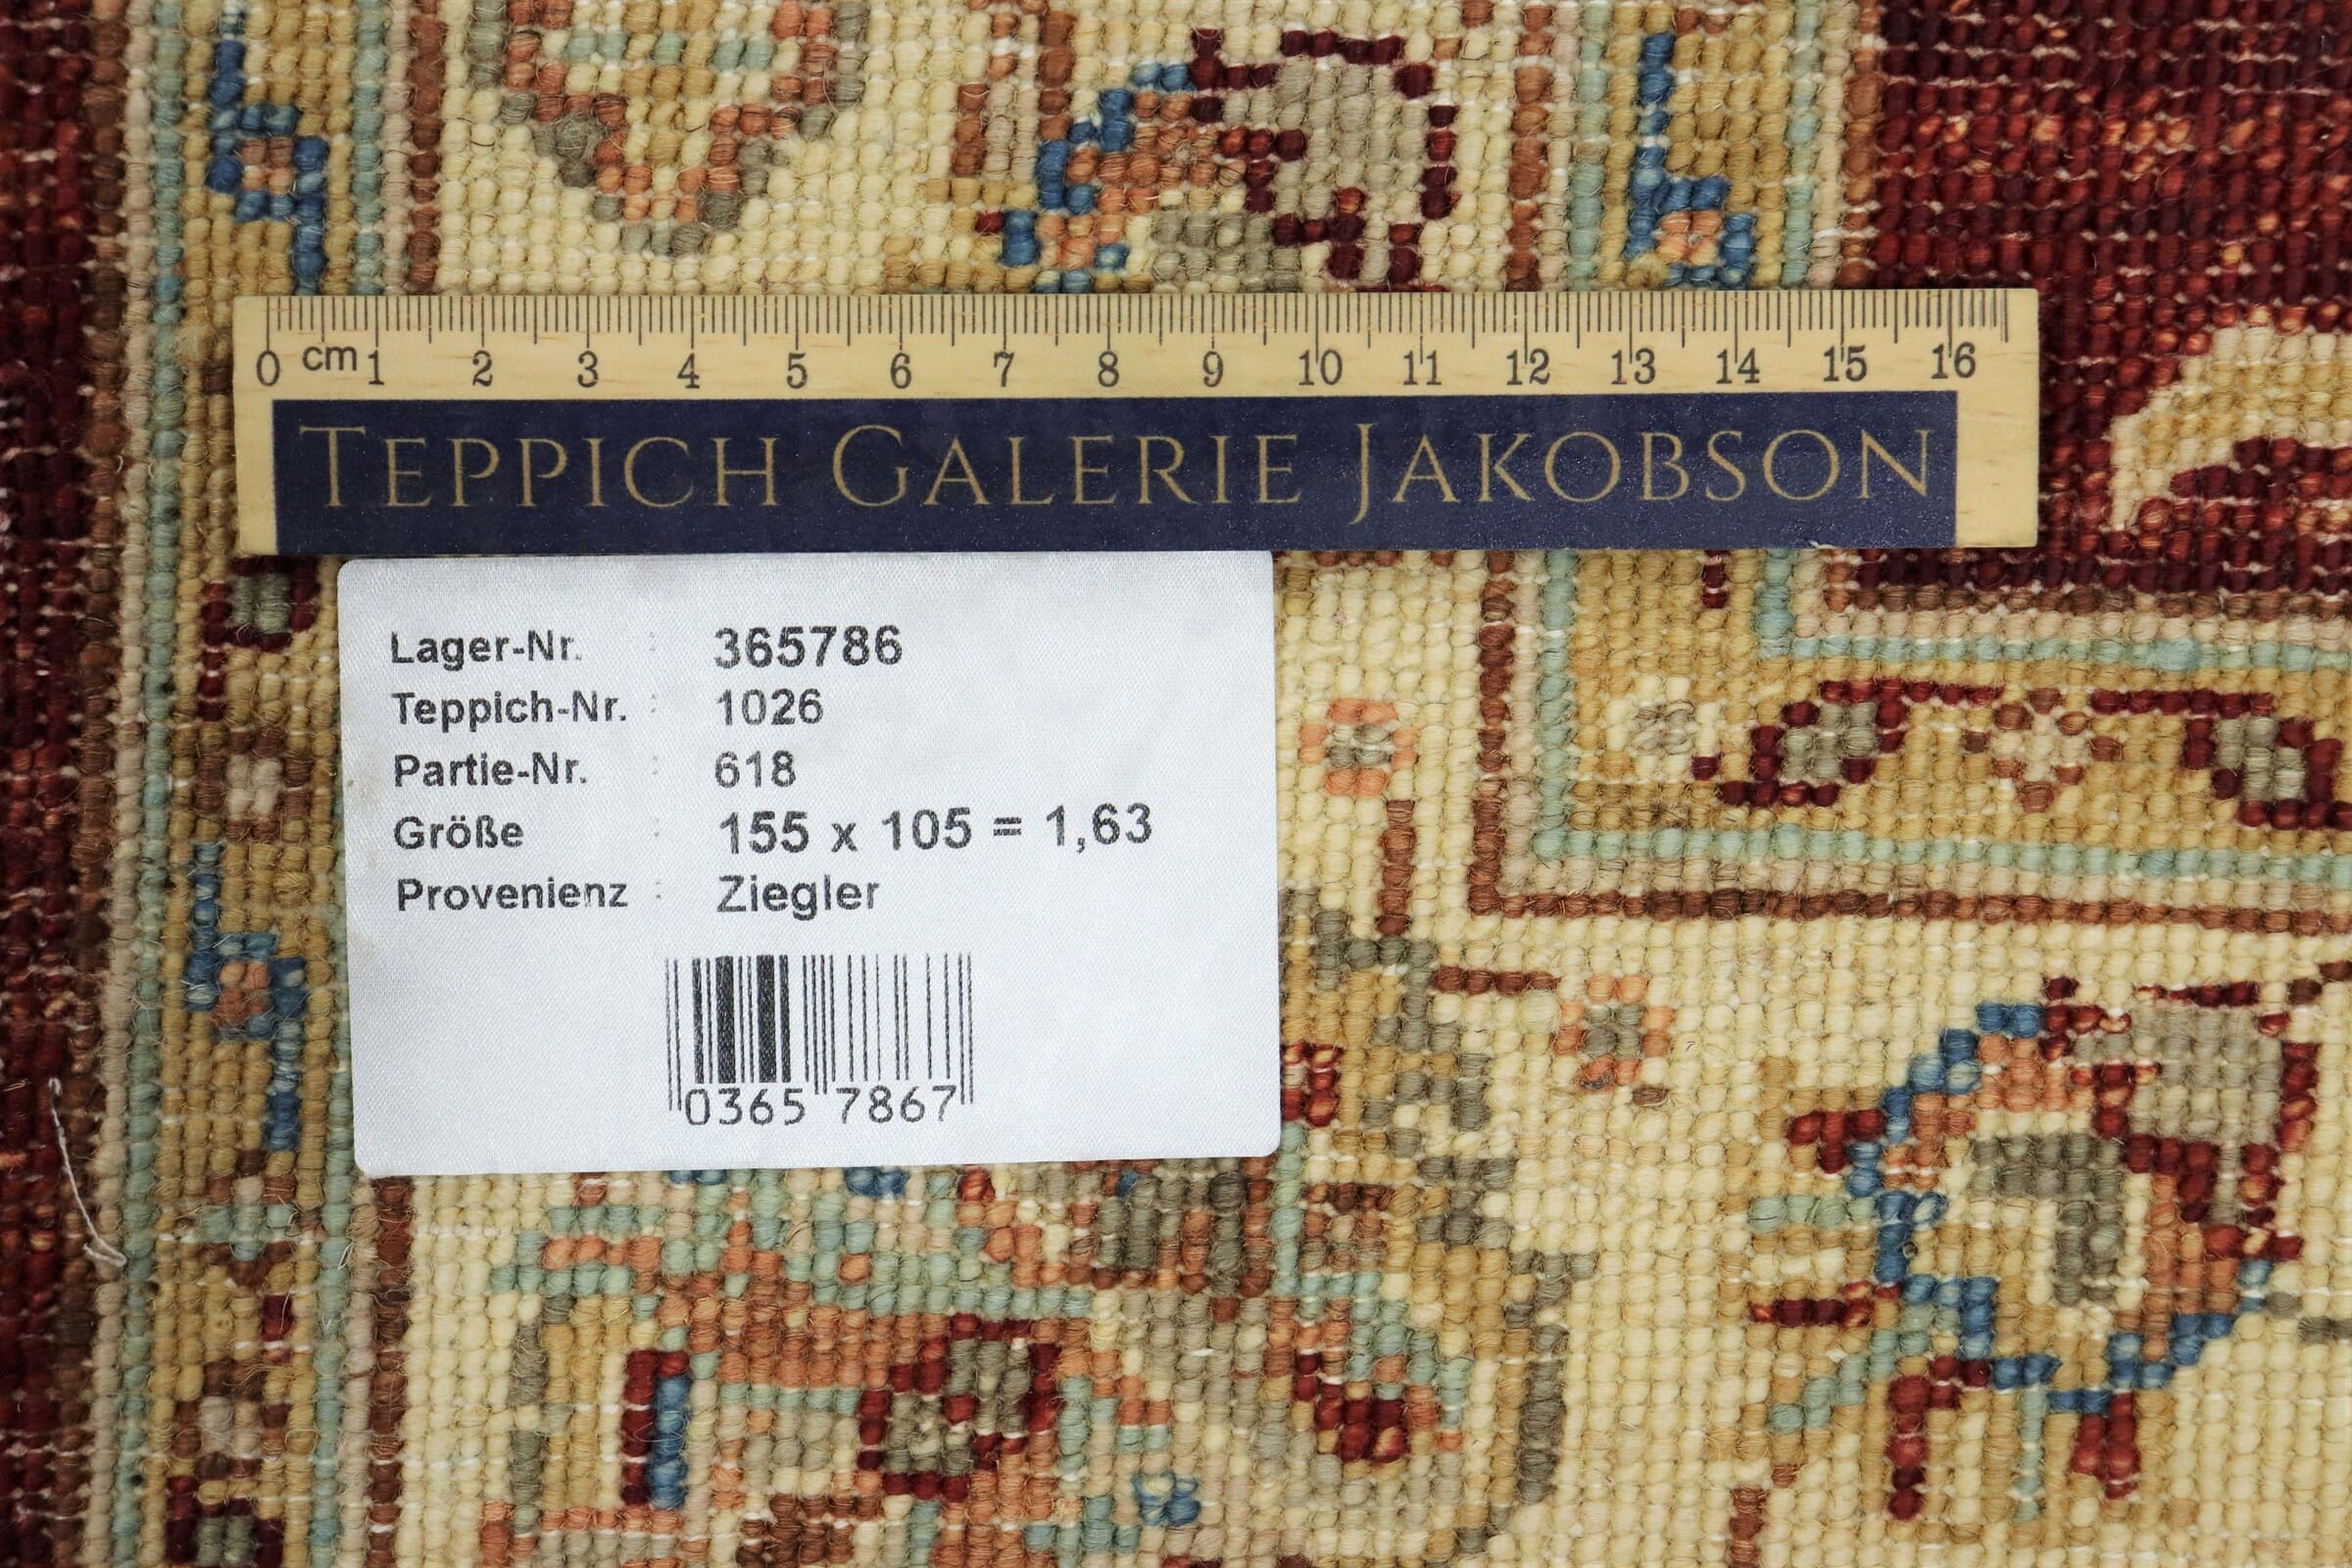 0 cm 1 2 3 4 5 6 7 8 9 10 11 12 13 14 15 16
TEPPICH GALERIE JAKOBSON
Lager-Nr. : 365786
Teppich-Nr. : 1026
Partie-Nr. : 618
Größe : 155 x 105 = 1,63
Provenienz : Ziegler
0365 7867